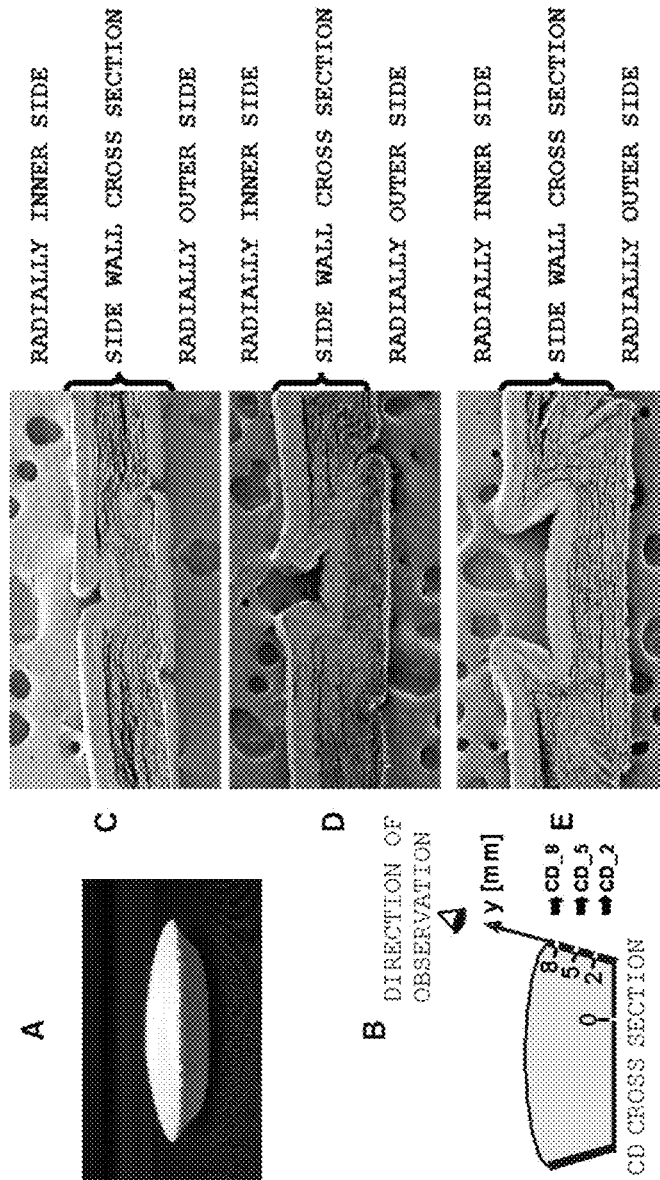 A
B
DIRECTION OF
OBSERVATION
y [mm]
8
5
2
0
CD_8
CD_5
CD_2
CD CROSS SECTION
C
RADIALLY INNER SIDE
SIDE WALL CROSS SECTION
RADIALLY OUTER SIDE
D
RADIALLY INNER SIDE
SIDE WALL CROSS SECTION
RADIALLY OUTER SIDE
E
RADIALLY INNER SIDE
SIDE WALL CROSS SECTION
RADIALLY OUTER SIDE